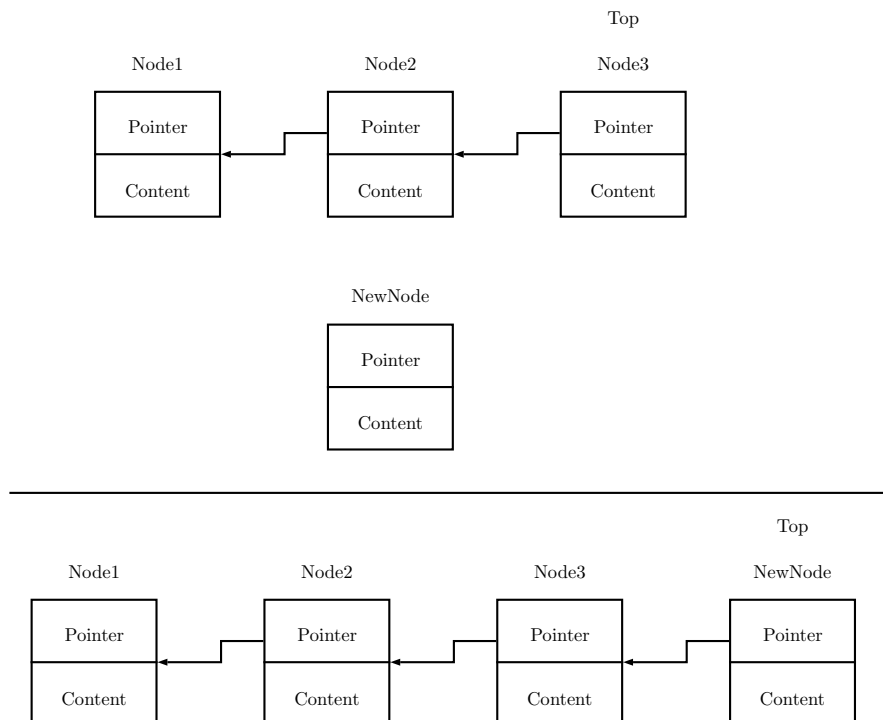 Top
Node1 Node2 Node3
Pointer Pointer Pointer
Content Content Content
NewNode
Pointer
Content
Top
Node1 Node2 Node3 NewNode
Pointer Pointer Pointer Pointer
Content Content Content Content